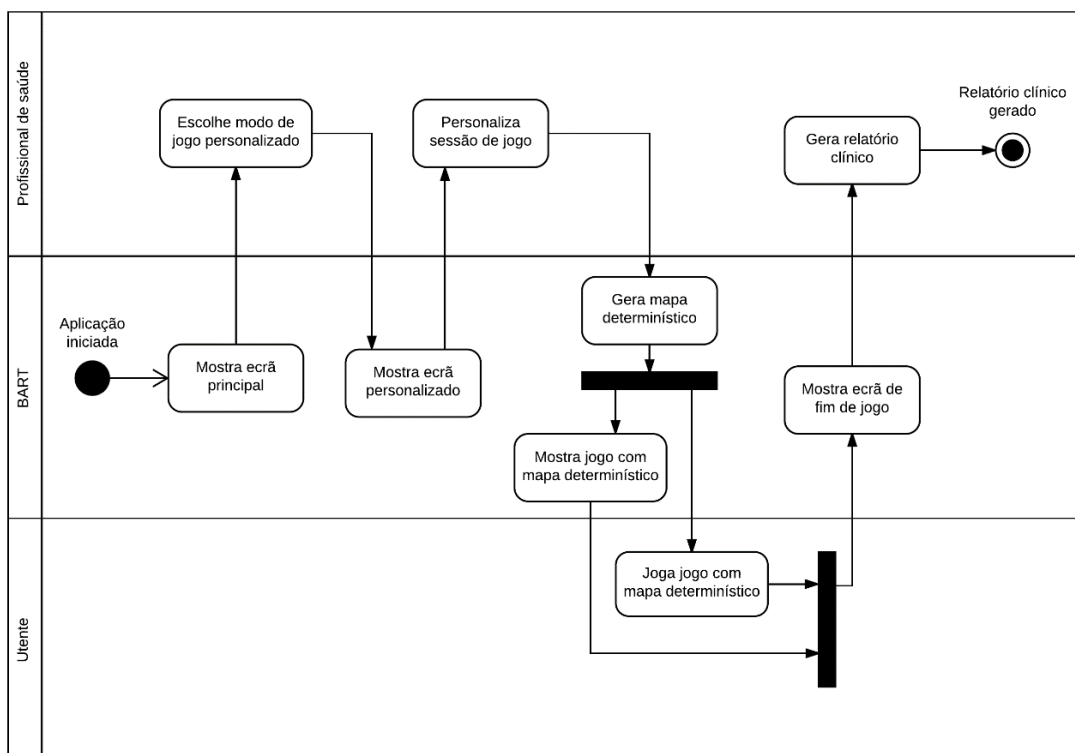 Profissional de saúde
Escolhe modo de
jogo personalizado
Personaliza
sessão de jogo
Gera relatório
clínico
Relatório clínico
gerado
BART
Aplicação
iniciada
Mostra ecrã
principal
Mostra ecrã
personalizado
Gera mapa
determinístico
Mostra jogo com
mapa determinístico
Mostra ecrã de
fim de jogo
Utente
Joga jogo com
mapa determinístico